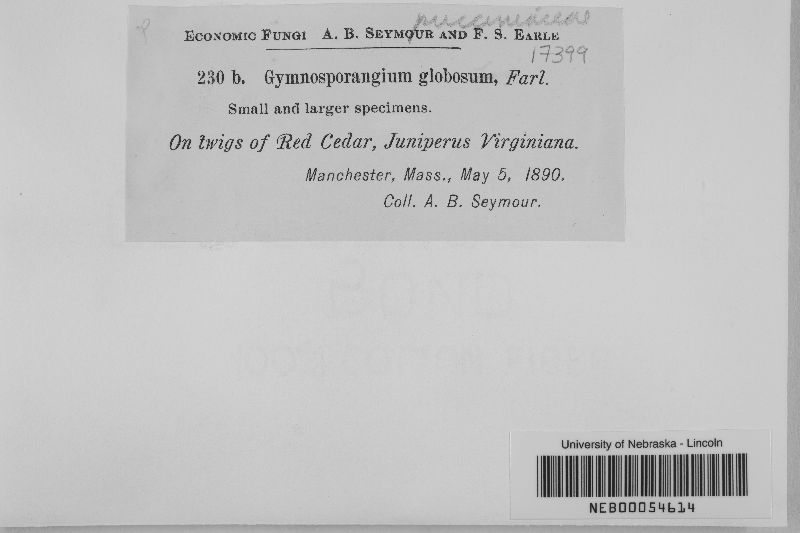 pucciniaceae
Economic Fungi A. B. Seymour and F. S. Earle
17399
230 b. Gymnosporangium globosum, Farl.
Small and larger specimens.
On twigs of Red Cedar, Juniperus Virginiana.
Manchester, Mass., May 5, 1890.
Coll. A. B. Seymour.
University of Nebraska - Lincoln
NEB00054614